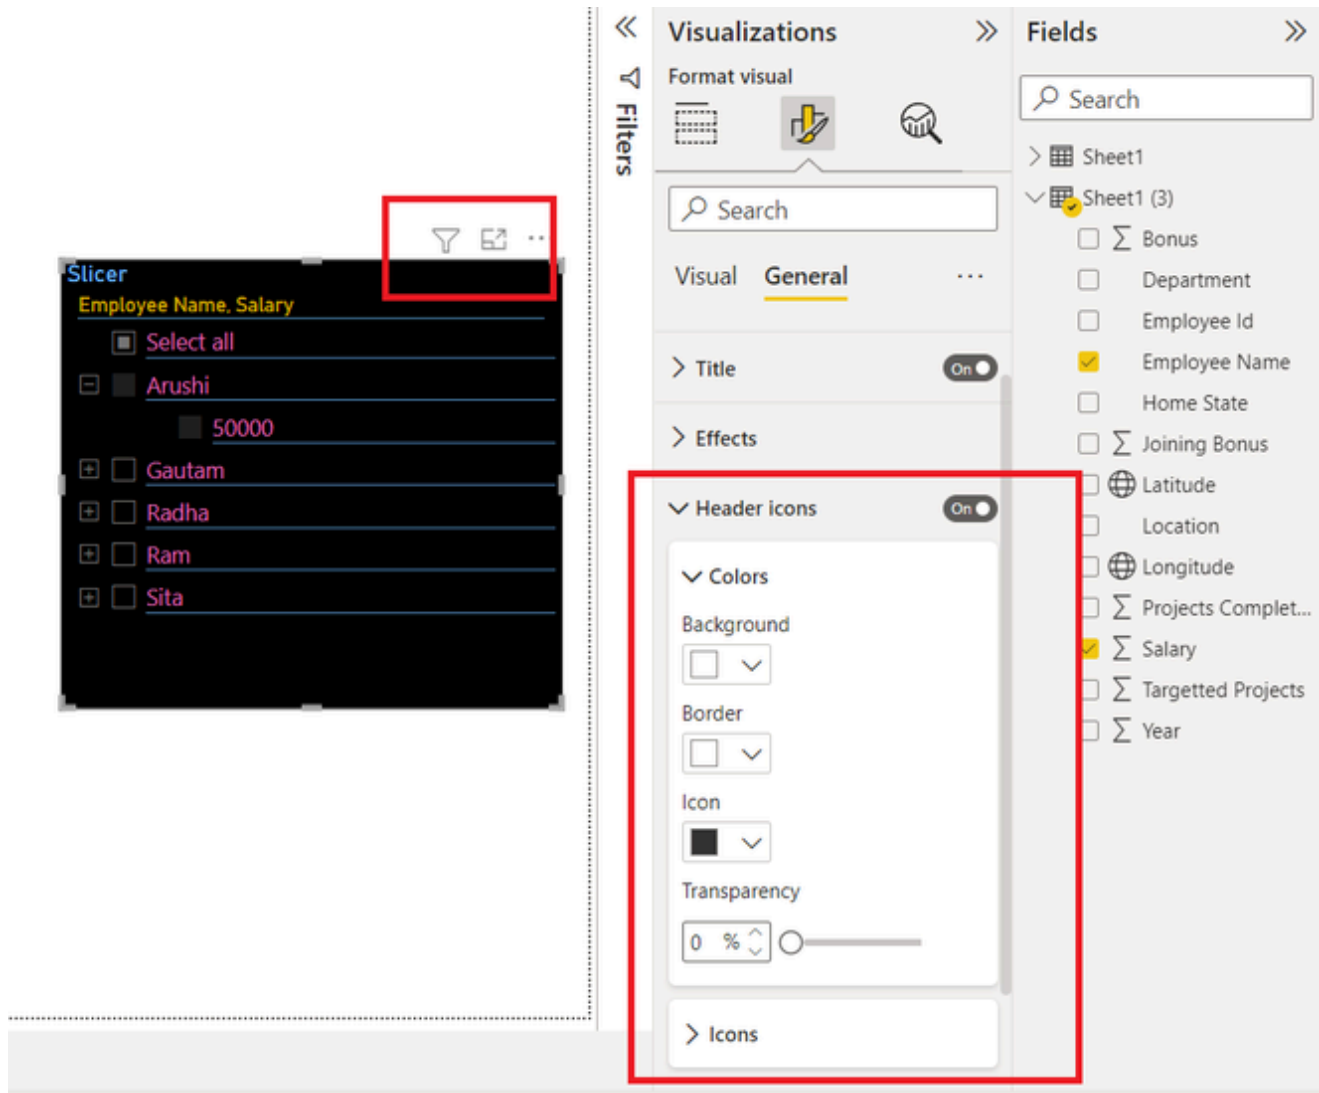 Slicer
Employee Name, Salary
Select all
Arushi
50000
Gautam
Radha
Ram
Sita
Filters
Visualizations
Format visual
Search
Visual General
Title On
Effects
Header icons On
Colors
Background
Border
Icon
Transparency
0 %
Icons
Fields
Search
Sheet1
Sheet1 (3)
Bonus
Department
Employee Id
Employee Name
Home State
Joining Bonus
Latitude
Location
Longitude
Projects Complet...
Salary
Targetted Projects
Year